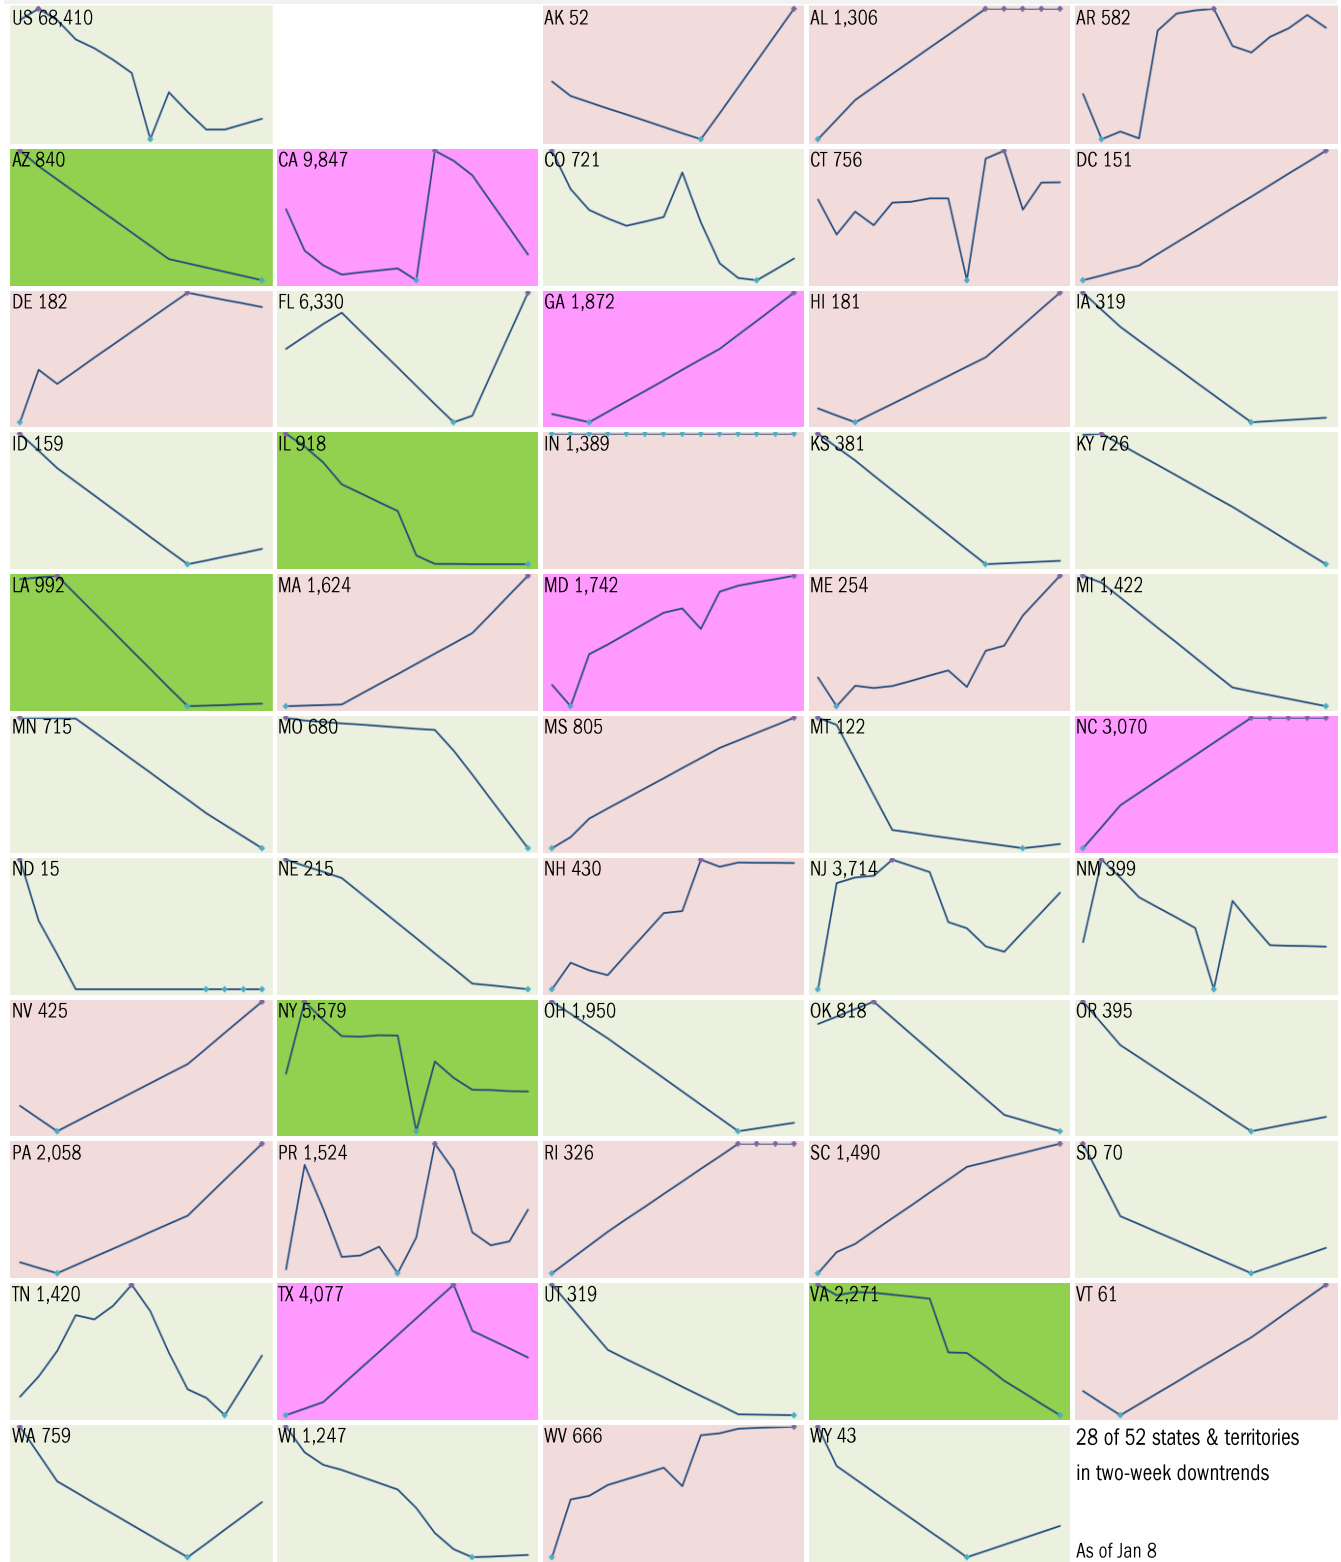 US 68,410
AK 52
AL 1,306
AR 582
AZ 840
CA 9,847
CO 721
CT 756
DC 151
DE 182
FL 6,330
GA 1,872
HI 181
IA 319
ID 159
IL 918
IN 1,389
KS 381
KY 726
LA 992
MA 1,624
MD 1,742
ME 254
MI 1,422
MN 715
MO 680
MS 805
MT 122
NC 3,070
ND 15
NE 215
NH 430
NJ 3,714
NM 399
NV 425
NY 5,579
OH 1,950
OK 818
OR 395
PA 2,058
PR 1,524
RI 326
SC 1,490
SD 70
TN 1,420
TX 4,077
UT 319
VA 2,271
VT 61
WA 759
WI 1,247
WV 666
WY 43
28 of 52 states & territories
in two-week downtrends
As of Jan 8